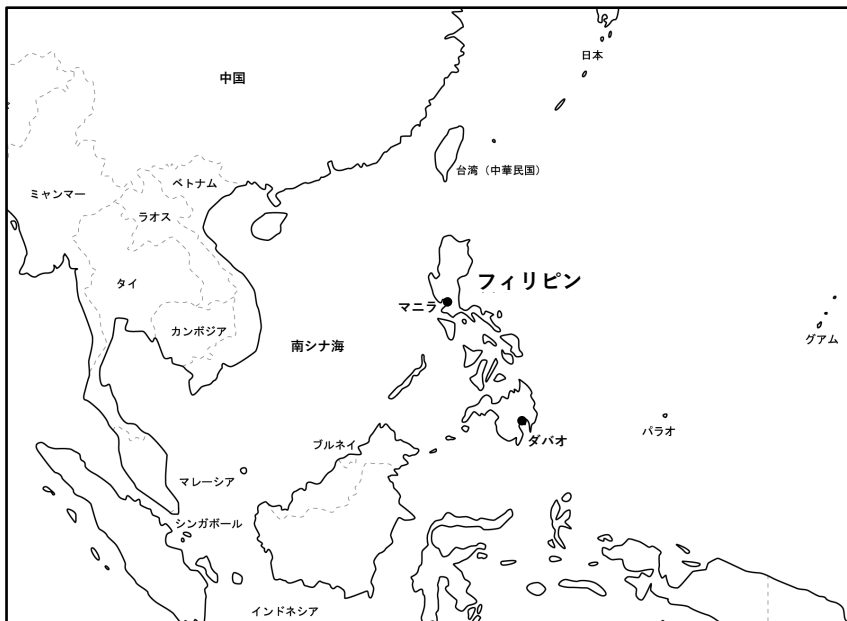 日本
中国
台湾（中華民国）
ベトナム
ミャンマー
ラオス
フィリピン
タイ
マニラ
カンボジア
南シナ海
グアム
パラオ
ダバオ
ブルネイ
マレーシア
シンガポール
インドネシア